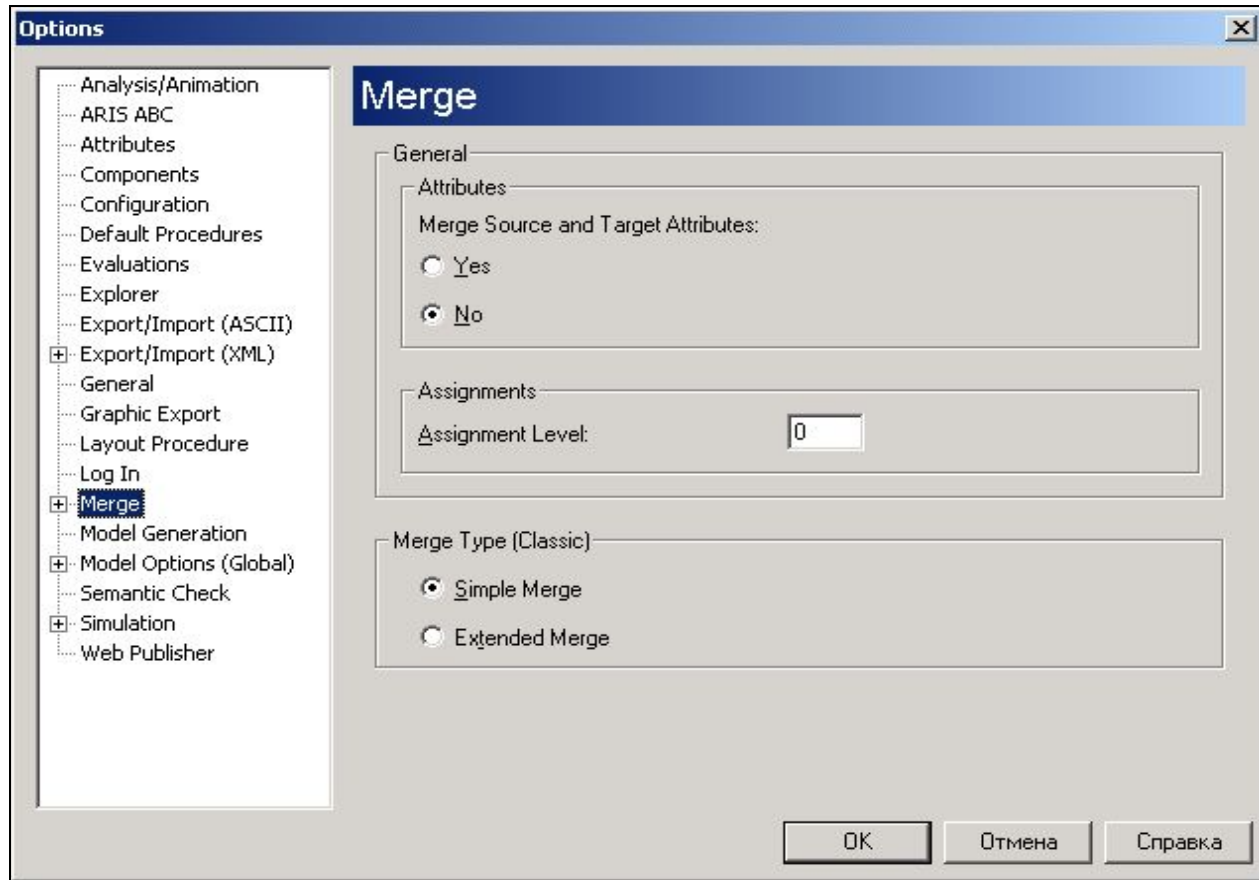 Options
Analysis/Animation
ARIS ABC
Attributes
Components
Configuration
Default Procedures
Evaluations
Explorer
Export/Import (ASCII)
Export/Import (XML)
General
Graphic Export
Layout Procedure
Log In
Merge
Model Generation
Model Options (Global)
Semantic Check
Simulation
Web Publisher
Merge
General
Attributes
Merge Source and Target Attributes:
Yes
No
Assignments
Assignment Level: 0
Merge Type (Classic)
Simple Merge
Extended Merge
OK Отмена Справка